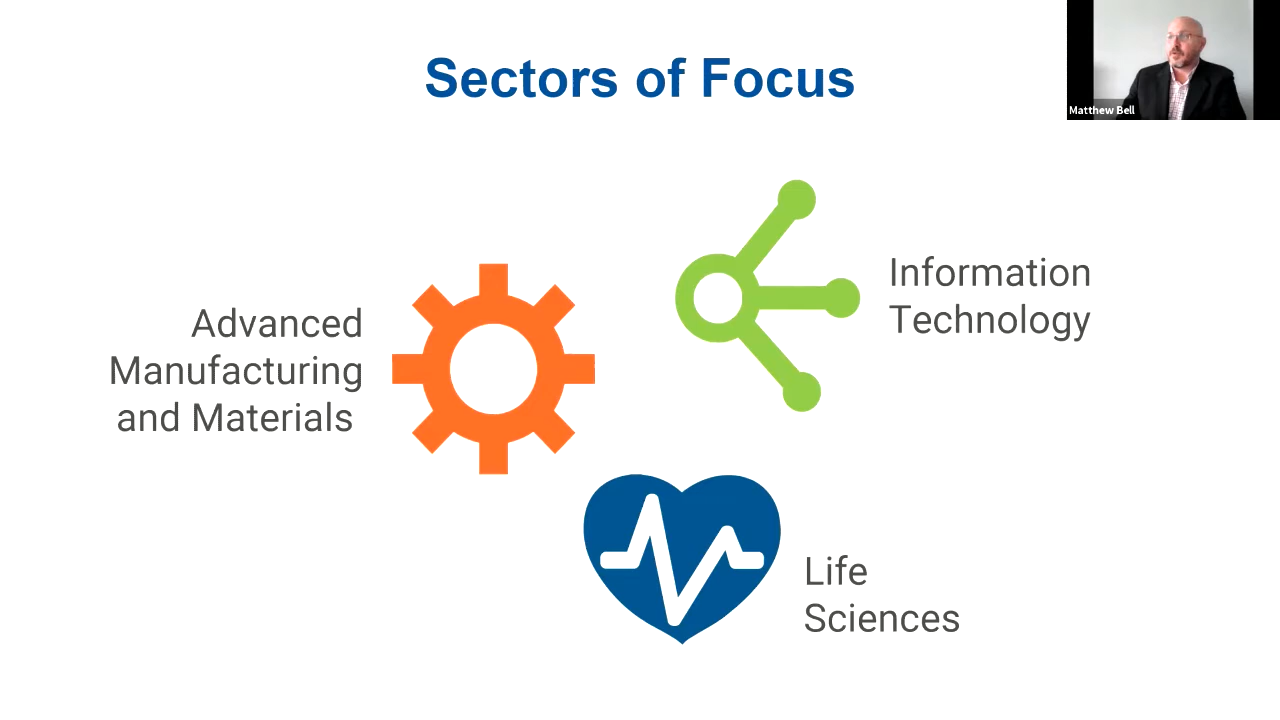 Sectors of Focus
Matthew Bell
Advanced
Manufacturing
and Materials
Information
Technology
Life
Sciences